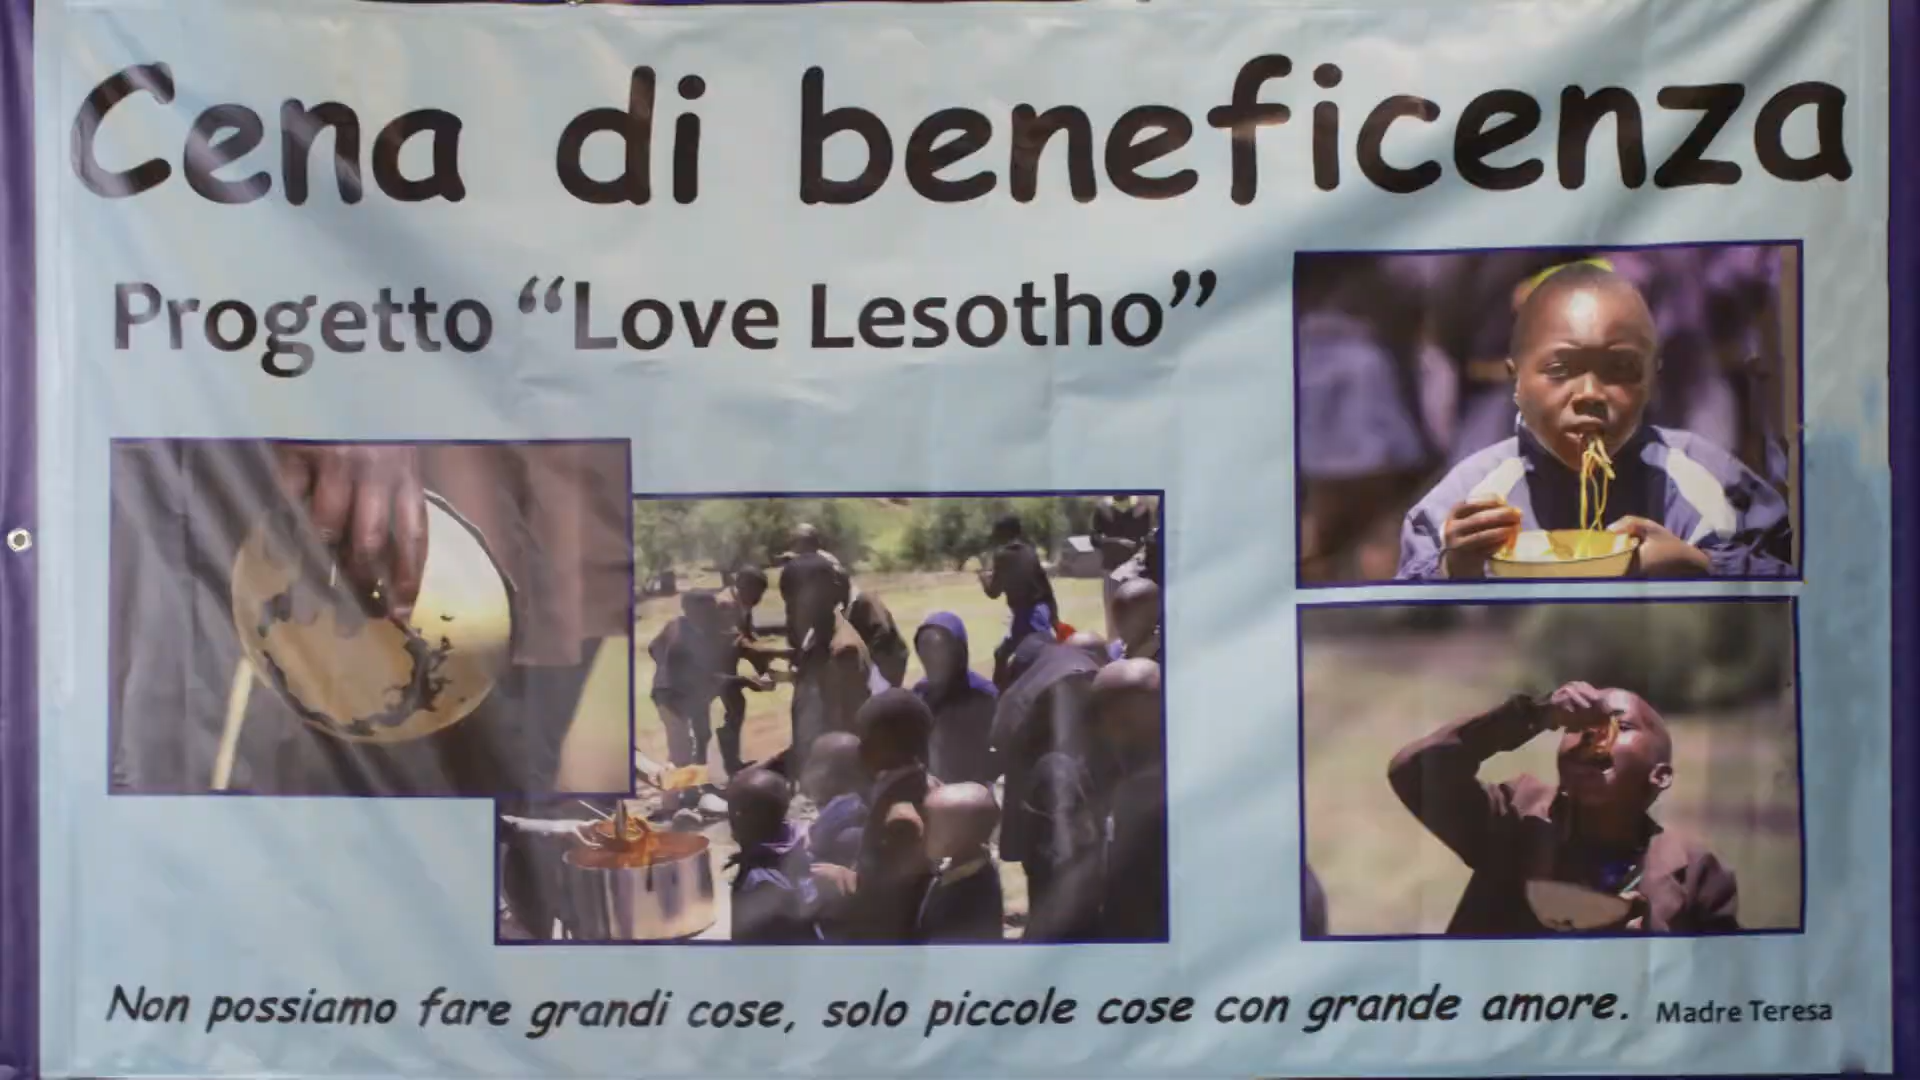 Cena di beneficenza
Progetto “Love Lesotho”
Non possiamo fare grandi cose, solo piccole cose con grande amore. Madre Teresa